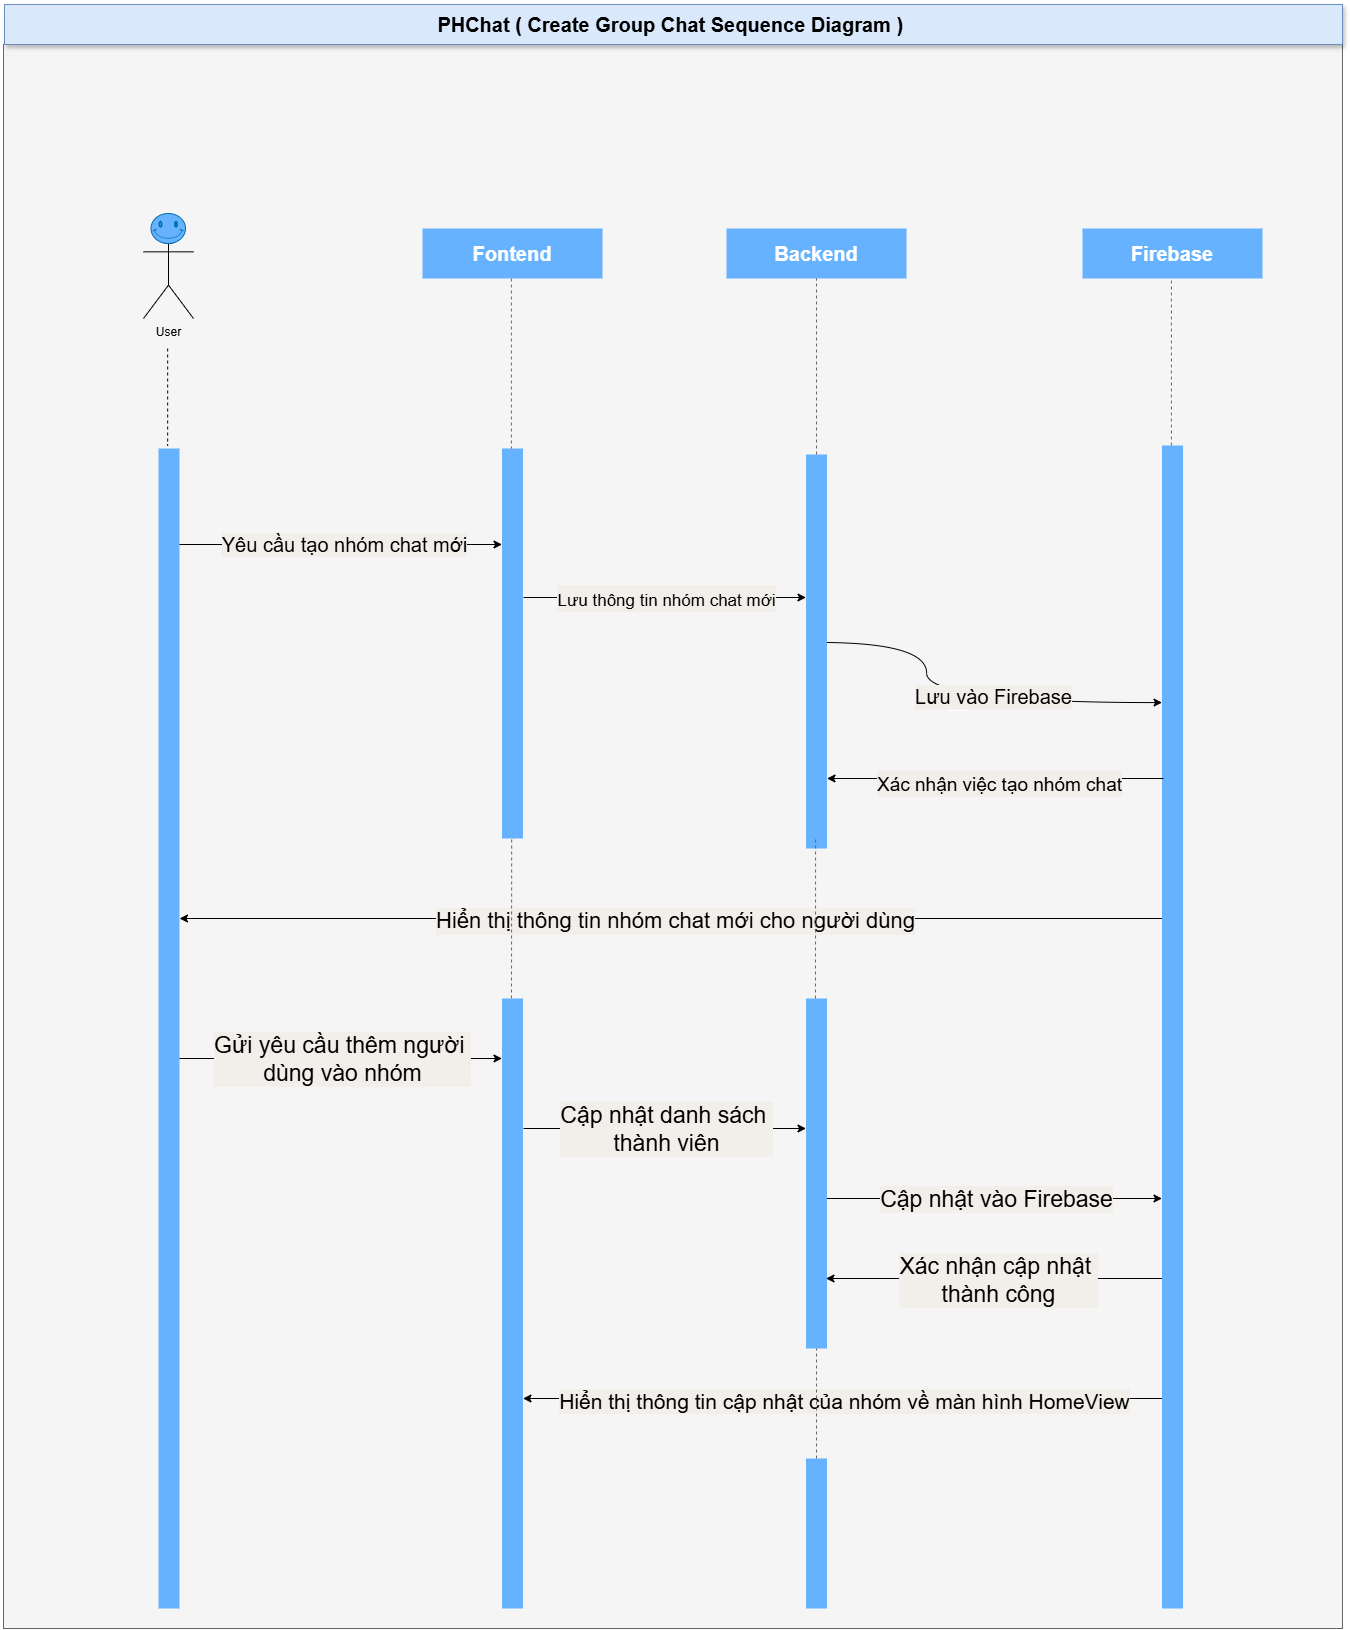 PHChat ( Create Group Chat Sequence Diagram )
Fontend
Backend
Firebase
User
Yêu cầu tạo nhóm chat mới
Lưu thông tin nhóm chat mới
Lưu vào Firebase
Xác nhận việc tạo nhóm chat
Hiển thị thông tin nhóm chat mới cho người dùng
Gửi yêu cầu thêm người
dùng vào nhóm
Cập nhật danh sách
thành viên
Cập nhật vào Firebase
Xác nhận cập nhật
thành công
Hiển thị thông tin cập nhật của nhóm về màn hình HomeView